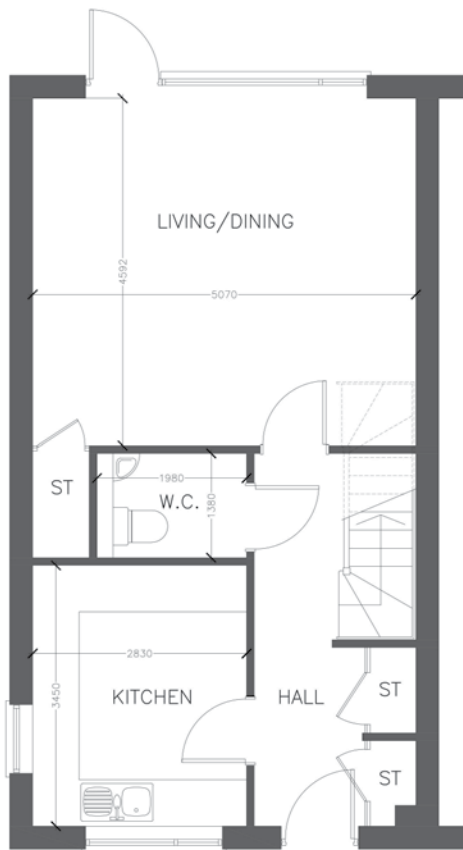 LIVING/DINING
4592
5070
ST
1980
W.C.
1380
2830
3450
KITCHEN
HALL
ST
ST